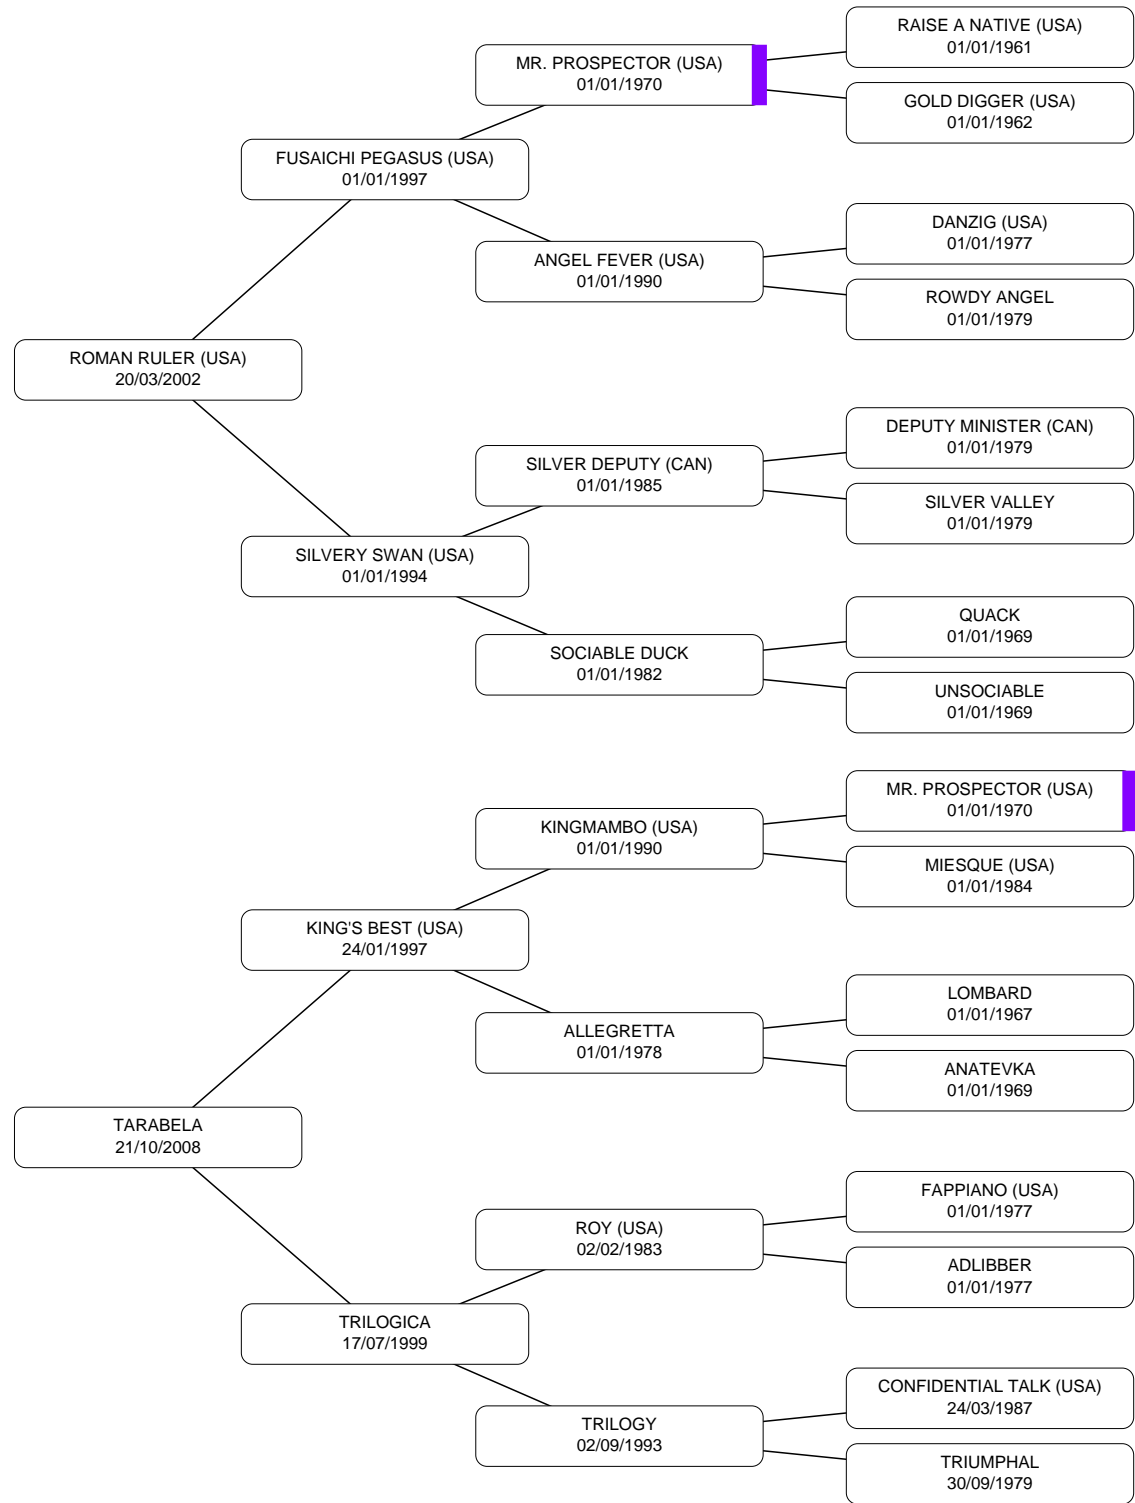 RAISE A NATIVE (USA)
01/01/1961
MR. PROSPECTOR (USA)
01/01/1970
GOLD DIGGER (USA)
01/01/1962
FUSAICHI PEGASUS (USA)
01/01/1997
DANZIG (USA)
01/01/1977
ANGEL FEVER (USA)
01/01/1990
ROWDY ANGEL
01/01/1979
ROMAN RULER (USA)
20/03/2002
DEPUTY MINISTER (CAN)
01/01/1979
SILVER DEPUTY (CAN)
01/01/1985
SILVER VALLEY
01/01/1979
SILVERY SWAN (USA)
01/01/1994
QUACK
01/01/1969
SOCIABLE DUCK
01/01/1982
UNSOCIABLE
01/01/1969
MR. PROSPECTOR (USA)
01/01/1970
KINGMAMBO (USA)
01/01/1990
MIESQUE (USA)
01/01/1984
KING'S BEST (USA)
24/01/1997
LOMBARD
01/01/1967
ALLEGRETTA
01/01/1978
ANATEVKA
01/01/1969
TARABELA
21/10/2008
FAPPIANO (USA)
01/01/1977
ROY (USA)
02/02/1983
ADLIBBER
01/01/1977
TRILOGICA
17/07/1999
CONFIDENTIAL TALK (USA)
24/03/1987
TRILOGY
02/09/1993
TRIUMPHAL
30/09/1979